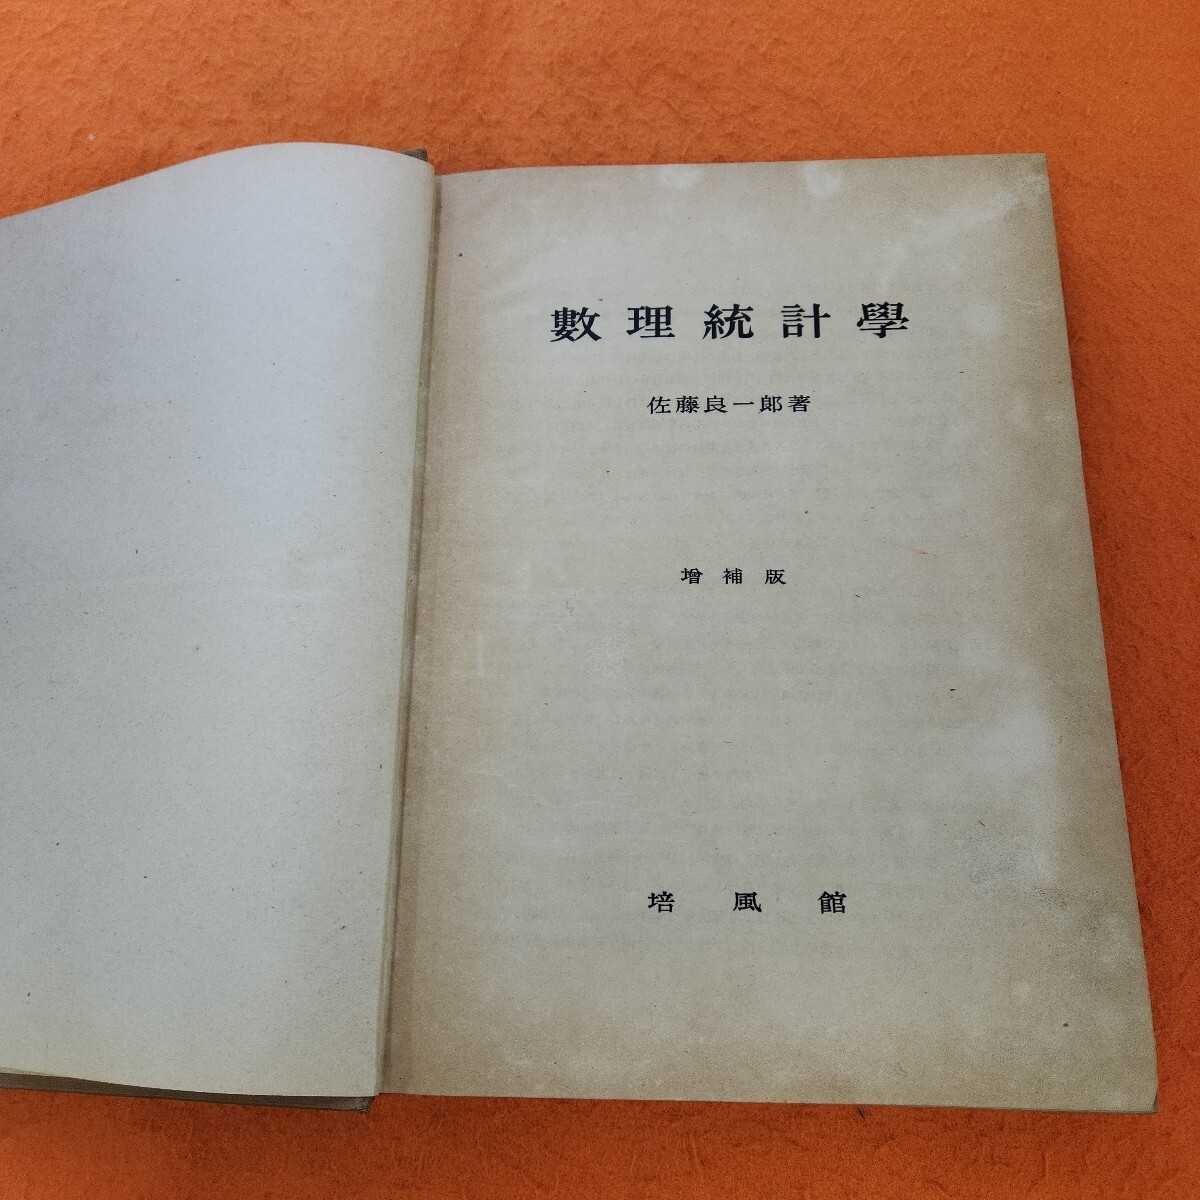 數理統計學
佐藤良一郎著
增補版
培風館